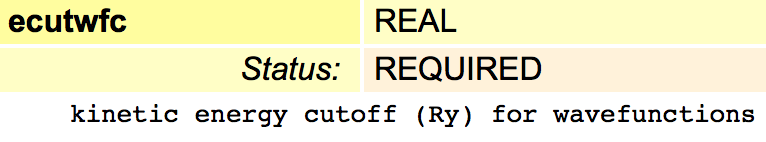 ecutwfc REAL
Status: REQUIRED
kinetic energy cutoff (Ry) for wavefunctions